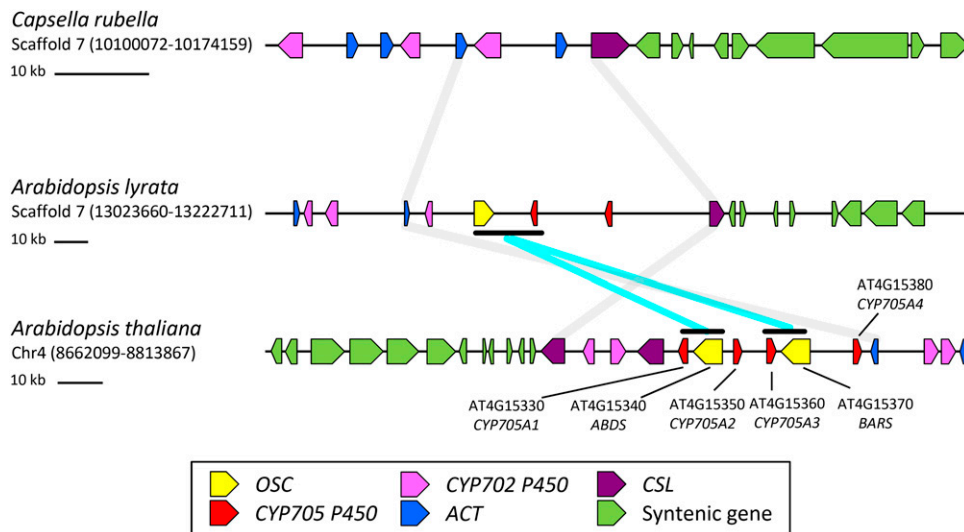 Capsella rubella
Scaffold 7 (10100072-10174159)
10 kb
Arabidopsis lyrata
Scaffold 7 (13023660-13222711)
10 kb
AT4G15380
CYP705A4
Arabidopsis thaliana
Chr4 (8662099-8813867)
10 kb
AT4G15330 AT4G15340 AT4G15350 AT4G15360 AT4G15370
CYP705A1 ABDS CYP705A2 CYP705A3 BARS
OSC CYP702 P450 CSL
CYP705 P450 ACT Syntenic gene